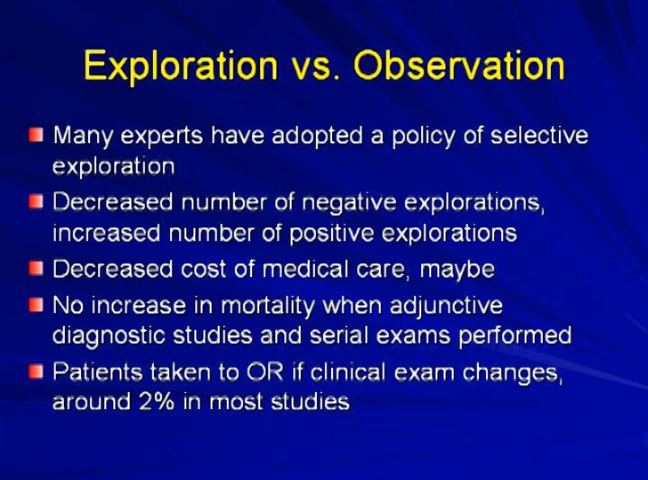 Exploration vs. Observation
Many experts have adopted a policy of selective
exploration
Decreased number of negative explorations,
increased number of positive explorations
Decreased cost of medical care, maybe
No increase in mortality when adjunctive
diagnostic studies and serial exams performed
Patients taken to OR if clinical exam changes,
around 2% in most studies